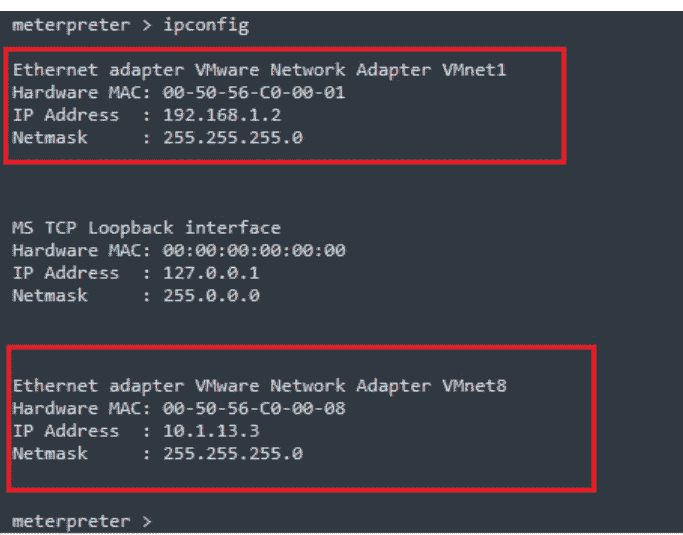 meterpreter > ipconfig
Ethernet adapter VMware Network Adapter VMnet1
Hardware MAC: 00-50-56-C0-00-01
IP Address  : 192.168.1.2
Netmask     : 255.255.255.0
MS TCP Loopback interface
Hardware MAC: 00:00:00:00:00:00
IP Address  : 127.0.0.1
Netmask     : 255.0.0.0
Ethernet adapter VMware Network Adapter VMnet8
Hardware MAC: 00-50-56-C0-00-08
IP Address  : 10.1.13.3
Netmask     : 255.255.255.0
meterpreter >